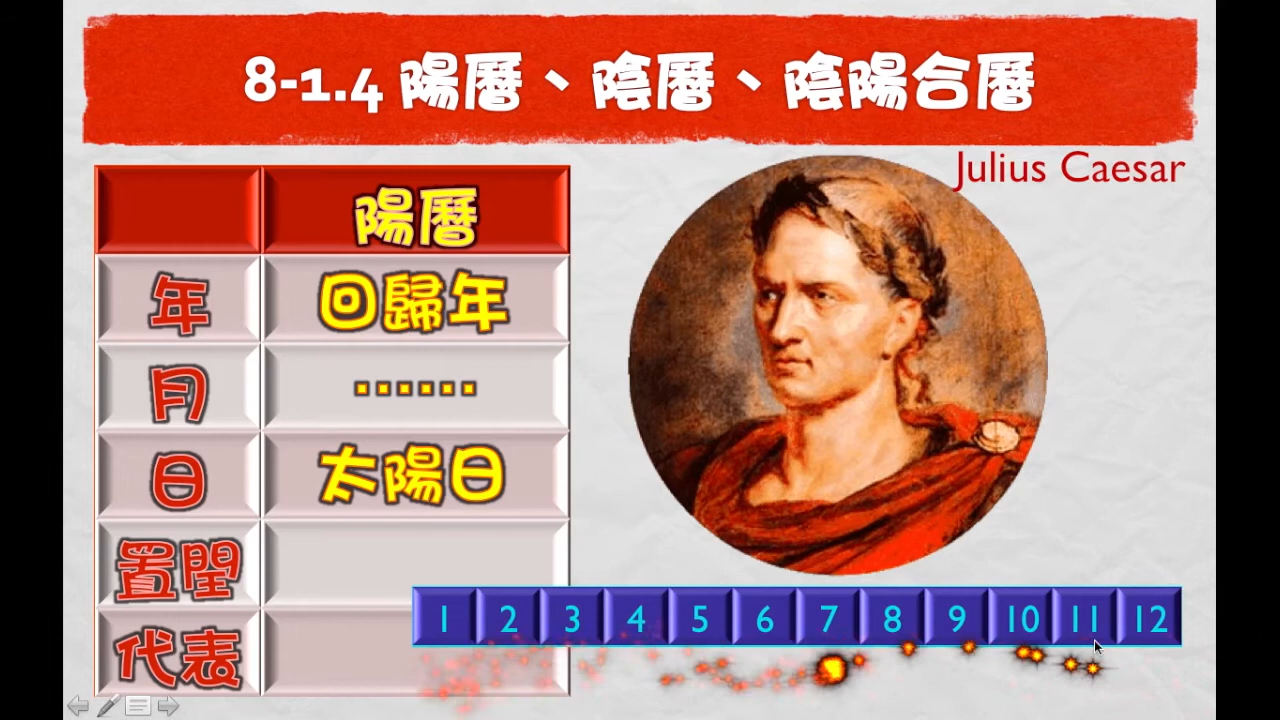 8-1.4 陽曆、陰曆、陰陽合曆
Julius Caesar
陽曆
年 回歸年
月 ……
日 太陽日
置閏
代表
1 2 3 4 5 6 7 8 9 10 11 12